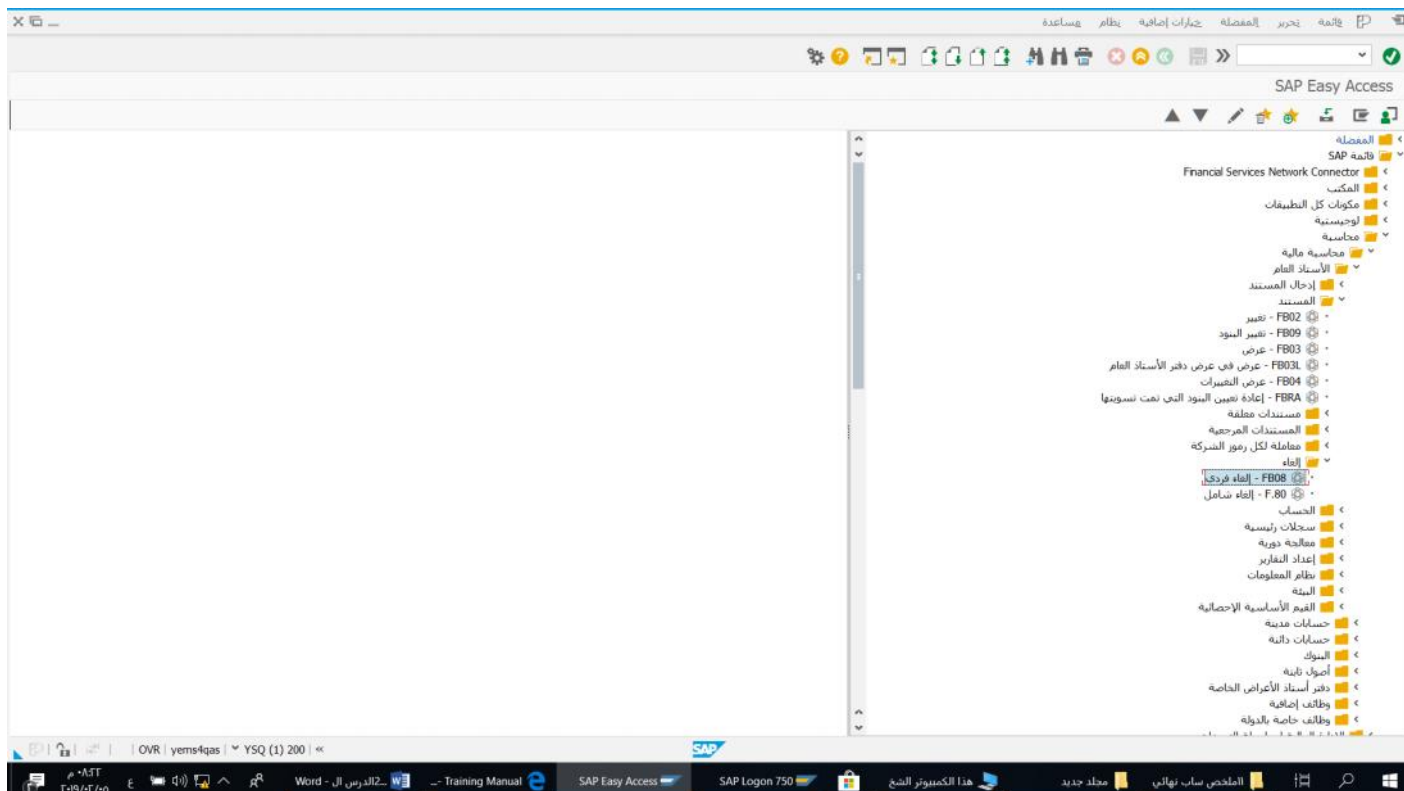 قائمة تحرير المفضلة خيارات إضافية نظام مساعدة
SAP Easy Access
المفضلة
قائمة SAP
Financial Services Network Connector
المكتب
مكونات كل التطبيقات
لوجيستية
محاسبة
محاسبة مالية
الأستاذ العام
إدخال المستند
المستند
FB02 - تغيير
FB09 - تغيير البنود
FB03 - عرض
FB03L - عرض في عرض دفتر الأستاذ العام
FB04 - عرض التغييرات
FBRA - إعادة تعيين البنود التي تمت تسويتها
مستندات معلقة
المستندات المرجعية
معاملة لكل رموز الشركة
إلغاء
FB08 - إلغاء فردي
F.80 - إلغاء شامل
الحساب
سجلات رئيسية
معالجة دورية
إعداد التقارير
نظام المعلومات
البيئة
القيم الأساسية الإحصائية
حسابات مدينة
حسابات دائنة
البنوك
أصول ثابتة
دفتر أستاذ الأغراض الخاصة
وظائف إضافية
وظائف خاصة بالدولة
SAP
YSQ (1) 200
yems4qas
OVR
الملخص ساب نهائي
مجلد جديد
هذا الكمبيوتر الشخ
SAP Logon 750
SAP Easy Access
Training Manual -...
2_الدرس ال - Word
ع
٠٨:٢٢ م